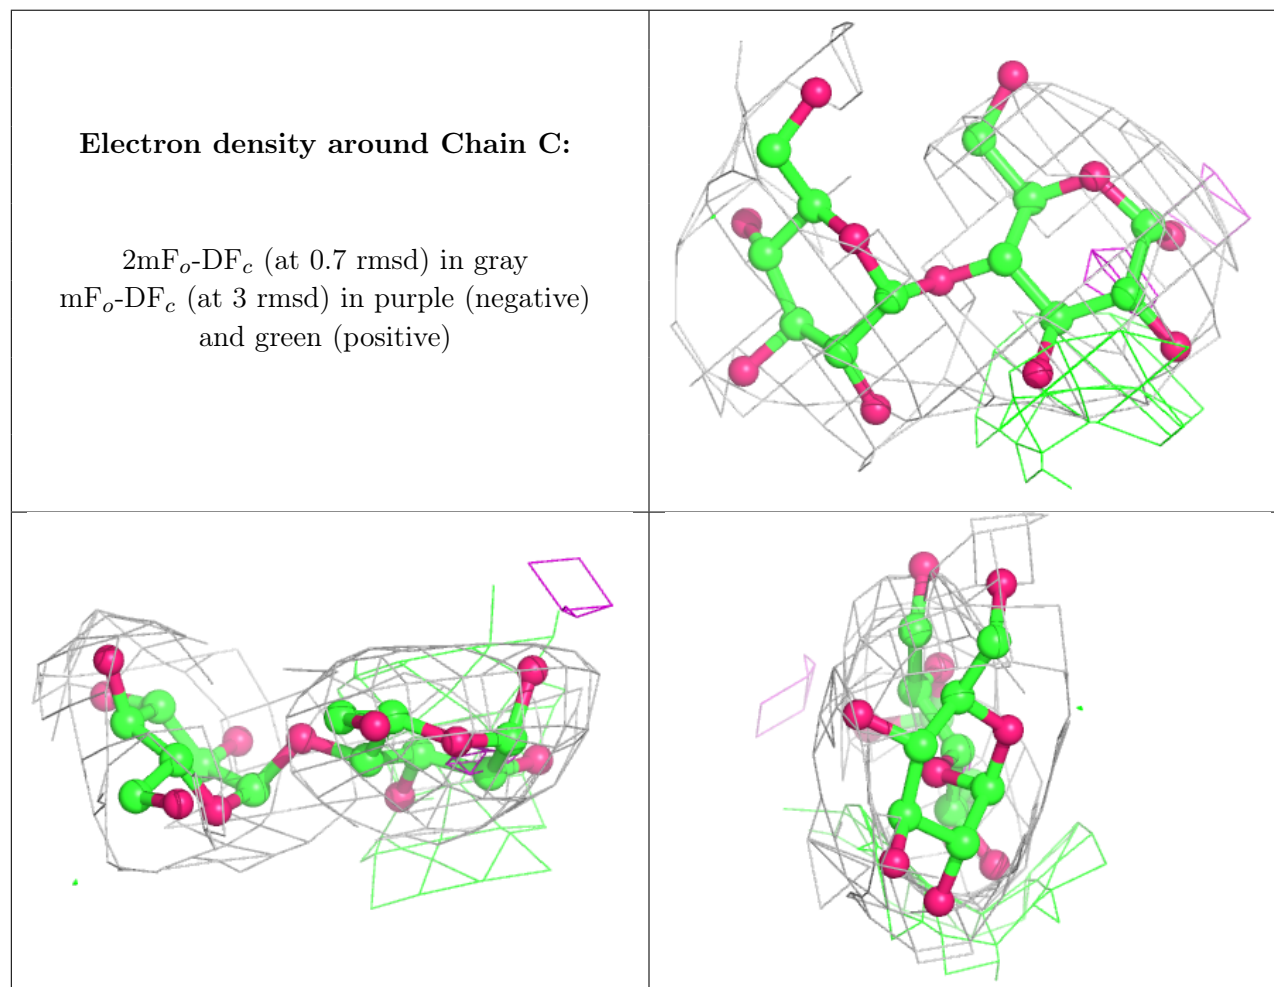 Electron density around Chain C:
2mFₒ-DF𝒸 (at 0.7 rmsd) in gray
mFₒ-DF𝒸 (at 3 rmsd) in purple (negative)
and green (positive)